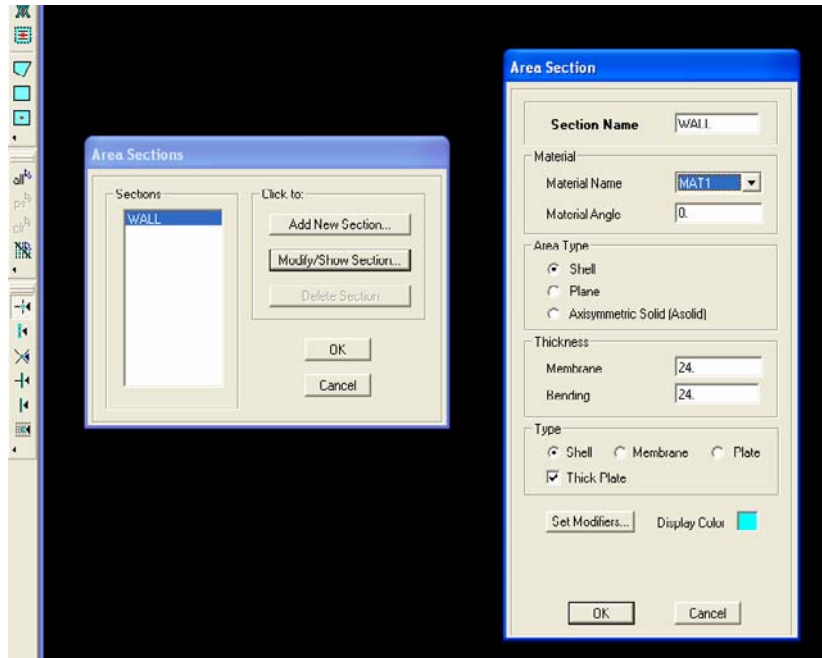 all
Area Sections
Sections
WALL
Click to:
Add New Section...
Modify/Show Section...
Delete Section
OK
Cancel
Area Section
Section Name WALL
Material
Material Name MAT1
Material Angle 0.
Area Type
Shell
Plane
Axisymmetric Solid (Asolid)
Thickness
Membrane 24.
Bending 24.
Type
Shell Membrane Plate
Thick Plate
Set Modifiers... Display Color
OK Cancel